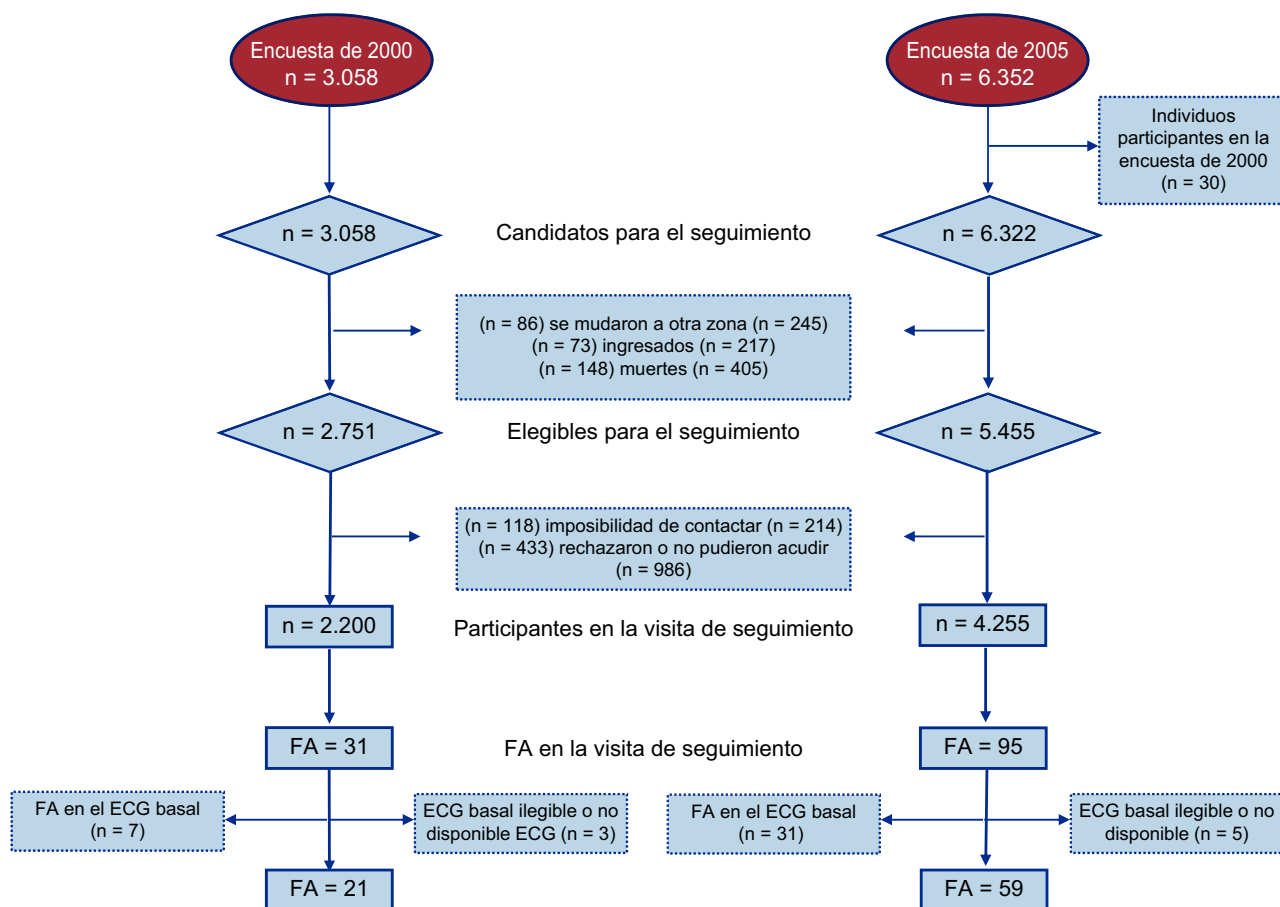 Encuesta de 2000
n = 3.058
Encuesta de 2005
n = 6.352
Individuos
participantes en la
encuesta de 2000
(n = 30)
n = 3.058
Candidatos para el seguimiento
n = 6.322
(n = 86) se mudaron a otra zona (n = 245)
(n = 73) ingresados (n = 217)
(n = 148) muertes (n = 405)
n = 2.751
Elegibles para el seguimiento
n = 5.455
(n = 118) imposibilidad de contactar (n = 214)
(n = 433) rechazaron o no pudieron acudir
(n = 986)
n = 2.200
Participantes en la visita de seguimiento
n = 4.255
FA = 31
FA en la visita de seguimiento
FA = 95
FA en el ECG basal
(n = 7)
ECG basal ilegible o no
disponible ECG (n = 3)
FA en el ECG basal
(n = 31)
ECG basal ilegible o no
disponible (n = 5)
FA = 21
FA = 59